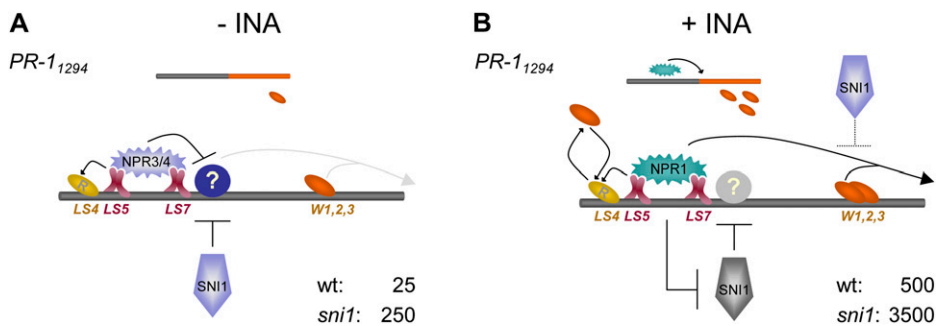 A
- INA
PR-1₁₂₉₄
NPR3/4
R
?
LS4 LS5 LS7 W1,2,3
SNI1
wt: 25
sni1: 250
B
+ INA
PR-1₁₂₉₄
SNI1
NPR1
R
?
LS4 LS5 LS7 W1,2,3
SNI1
wt: 500
sni1: 3500